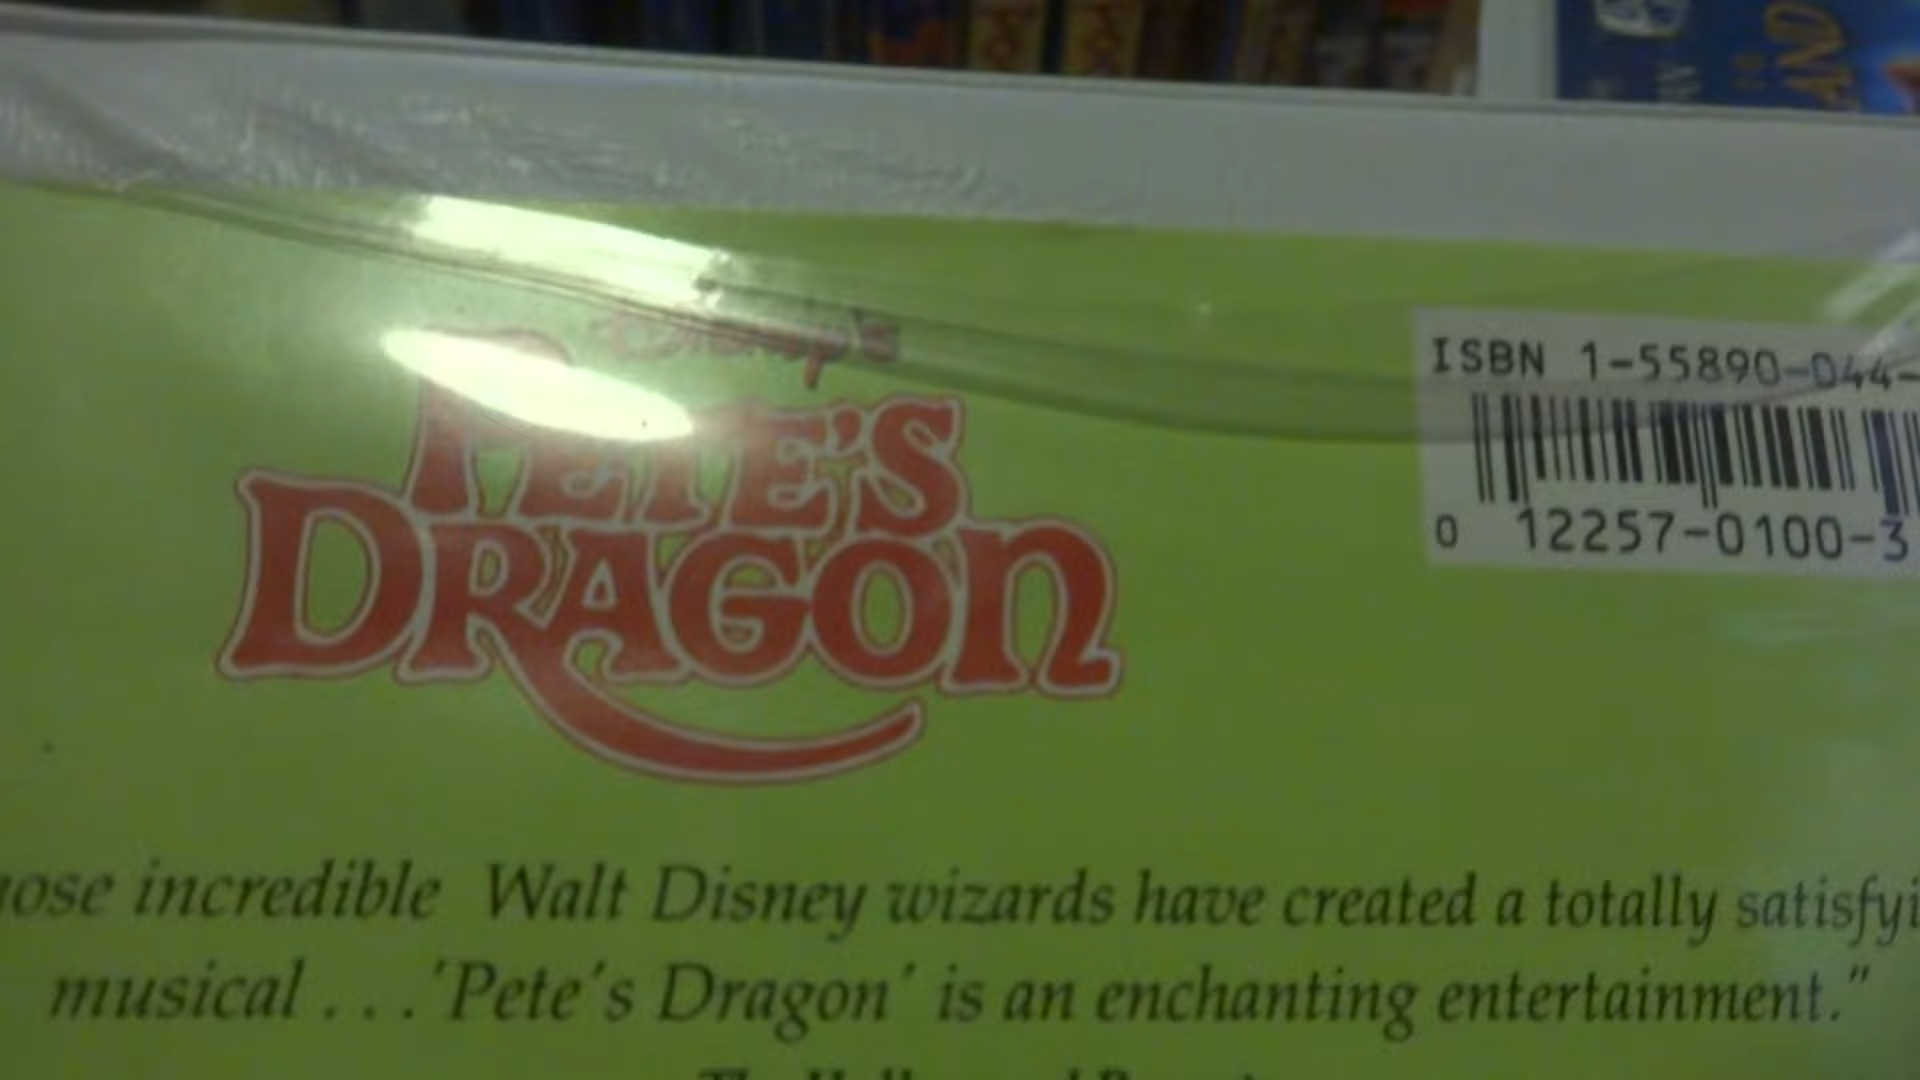 Disney's
PETE'S
DRAGON
ISBN 1-55890-044-
0 12257-0100-3
incredible Walt Disney wizards have created a totally
musical . . . 'Pete's Dragon' is an enchanting entertainment."